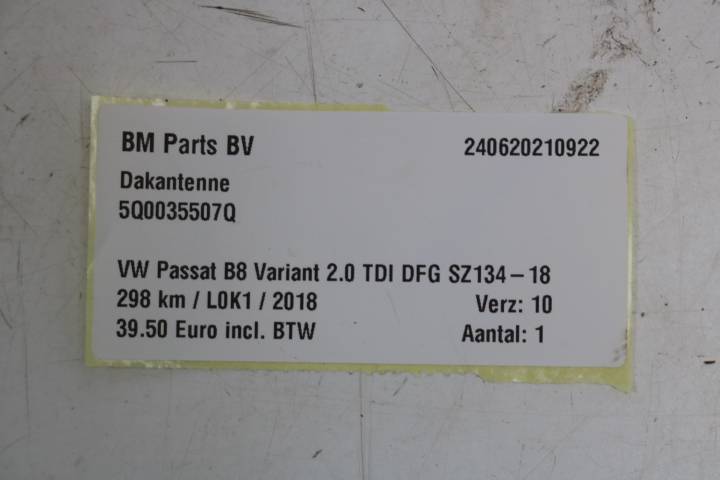 BM Parts BV 240620210922
Dakantenne
5Q0035507Q
VW Passat B8 Variant 2.0 TDI DFG SZ134-18
298 km / L0K1 / 2018 Verz: 10
39.50 Euro incl. BTW Aantal: 1